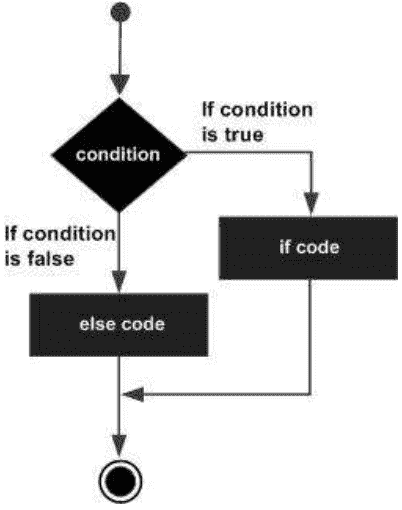 If condition
is true
condition
If condition
is false
if code
else code